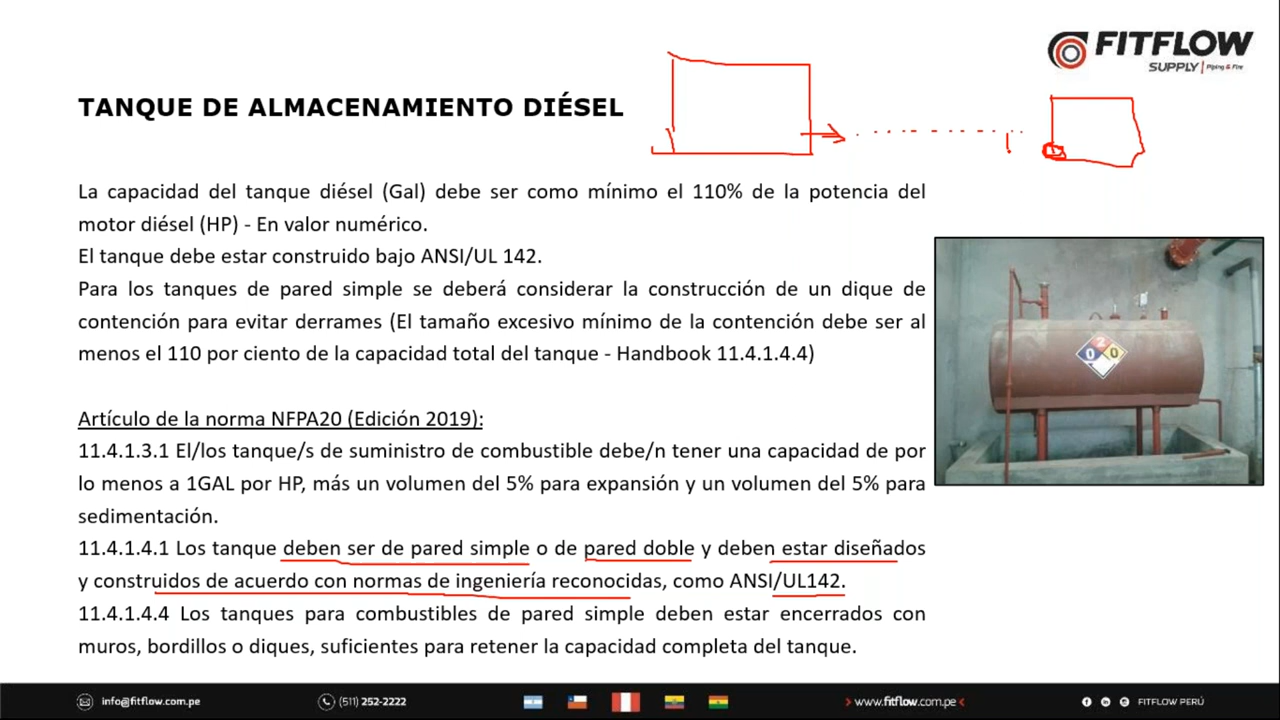 FITFLOW
SUPPLY | Piping & Fire
TANQUE DE ALMACENAMIENTO DIÉSEL
La capacidad del tanque diésel (Gal) debe ser como mínimo el 110% de la potencia del
motor diésel (HP) - En valor numérico.
El tanque debe estar construido bajo ANSI/UL 142.
Para los tanques de pared simple se deberá considerar la construcción de un dique de
contención para evitar derrames (El tamaño excesivo mínimo de la contención debe ser al
menos el 110 por ciento de la capacidad total del tanque - Handbook 11.4.1.4.4)
2
0 0
Artículo de la norma NFPA20 (Edición 2019):
11.4.1.3.1 El/los tanque/s de suministro de combustible debe/n tener una capacidad de por
lo menos a 1GAL por HP, más un volumen del 5% para expansión y un volumen del 5% para
sedimentación.
11.4.1.4.1 Los tanque deben ser de pared simple o de pared doble y deben estar diseñados
y construidos de acuerdo con normas de ingeniería reconocidas, como ANSI/UL142.
11.4.1.4.4 Los tanques para combustibles de pared simple deben estar encerrados con
muros, bordillos o diques, suficientes para retener la capacidad completa del tanque.
info@fitflow.com.pe (511) 252-2222 www.fitflow.com.pe FITFLOW PERÚ